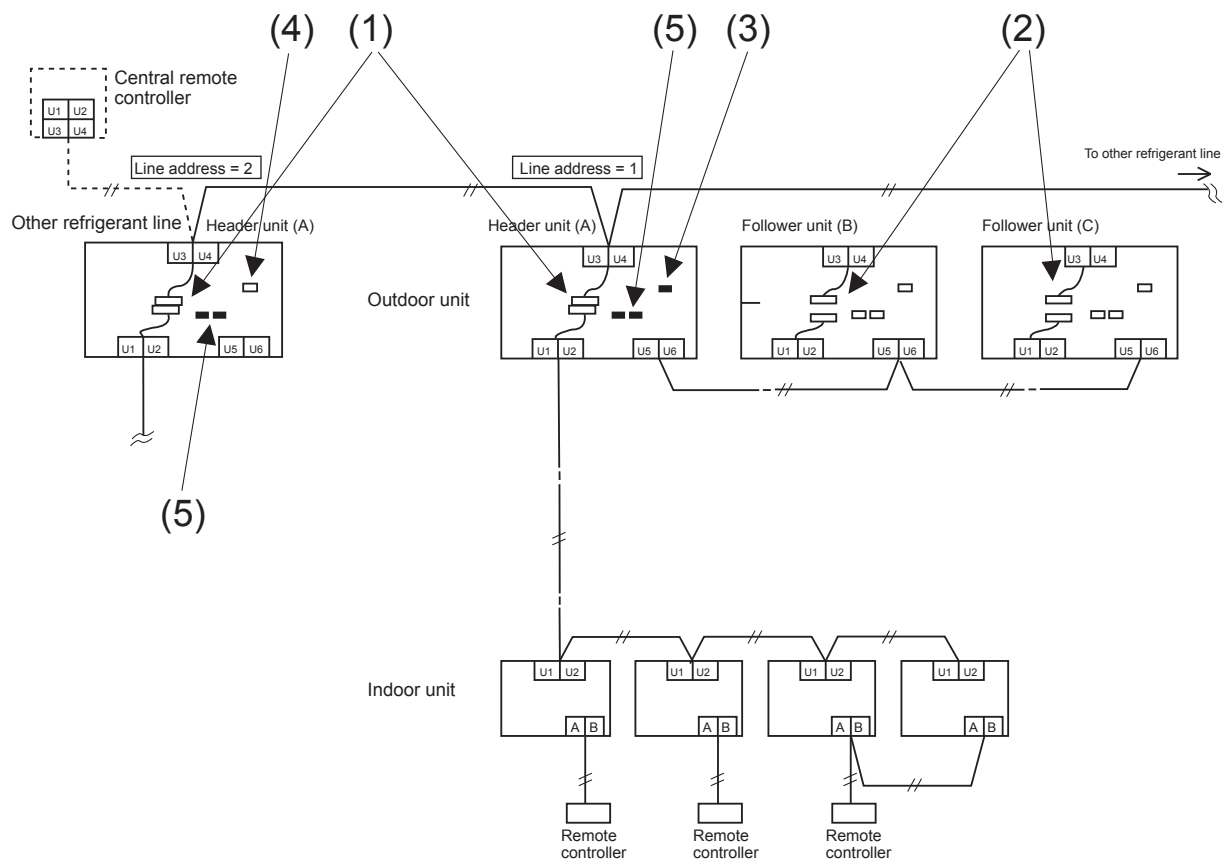 (4) (1) (5) (3) (2)
Central remote
controller
U1 U2
U3 U4
Line address = 2
Line address = 1
To other refrigerant line
Other refrigerant line
Header unit (A)
Header unit (A)
Follower unit (B)
Follower unit (C)
U3 U4
U3 U4
U3 U4
U3 U4
Outdoor unit
U1 U2
U5 U6
U1 U2
U5 U6
U1 U2
U5 U6
U1 U2
U5 U6
(5)
Indoor unit
U1 U2
U1 U2
U1 U2
U1 U2
A B
A B
A B
A B
Remote
controller
Remote
controller
Remote
controller